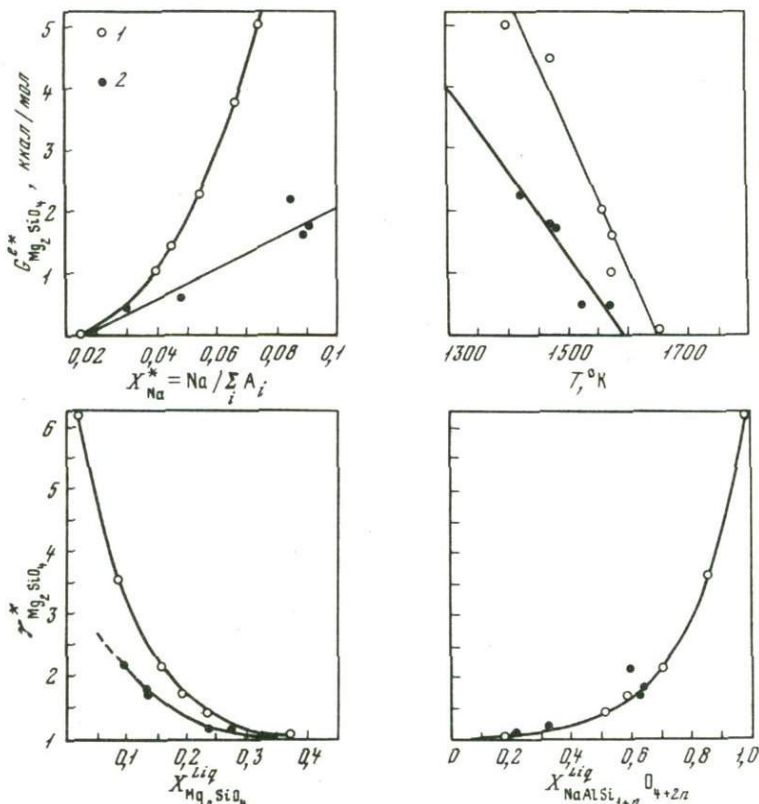 5
4
3
2
1
1
2
G^{e*}_{Mg_2SiO_4}, ккал/мол
0,02 0,04 0,06 0,08 0,1
X^*_{Na} = Na / Σ_i A_i
1300 1500 1700
T, °K
6
5
4
3
2
1
γ^*_{Mg_2SiO_4}
0,1 0,2 0,3 0,4
X^{Liq}_{Mg_2SiO_4}
0 0,2 0,4 0,6 0,8 1,0
X^{Liq}_{NaAlSi_{1+n}O_{4+2n}}